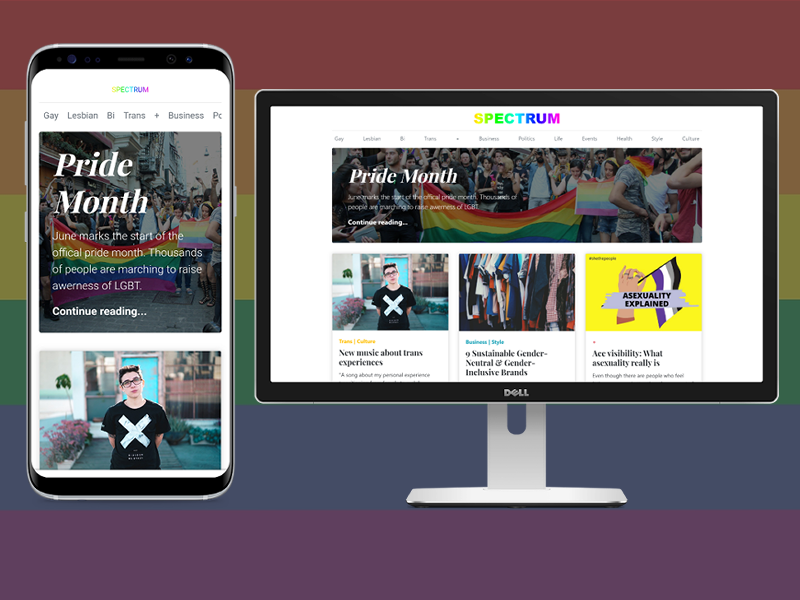 SPECTRUM
Gay Lesbian Bi Trans + Business Po
Pride
Month
June marks the start of the
offical pride month. Thousands
of people are marching to raise
awerness of LGBT.
Continue reading...
SPECTRUM
Gay Lesbian Bi Trans + Business Politics Life Events Health Style Culture
Pride Month
June marks the start of the offical pride month. Thousands of
people are marching to raise awerness of LGBT.
Continue reading...
Trans | Culture
New music about trans
experiences
"A song about my personal experience
Business | Style
9 Sustainable Gender-
Neutral & Gender-
Inclusive Brands
ASEXUALITY
EXPLAINED
+
Ace visibility: What
asexuality really is
Even though there are people who feel
DELL